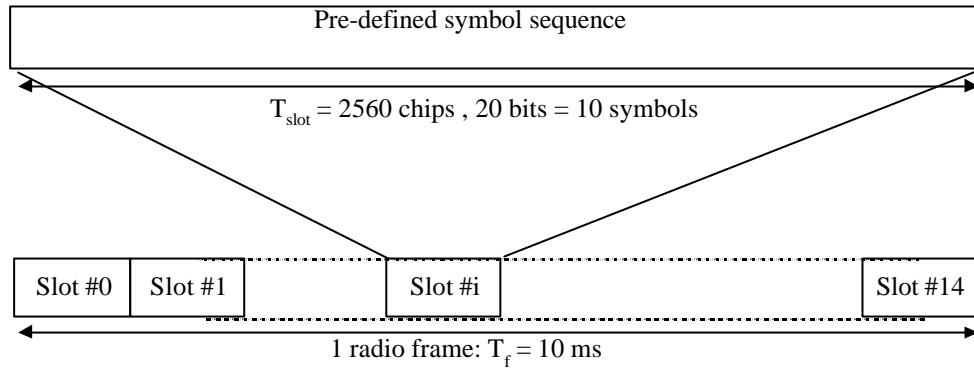 Pre-defined symbol sequence
T_slot = 2560 chips , 20 bits = 10 symbols
Slot #0 Slot #1 Slot #i Slot #14
1 radio frame: T_f = 10 ms